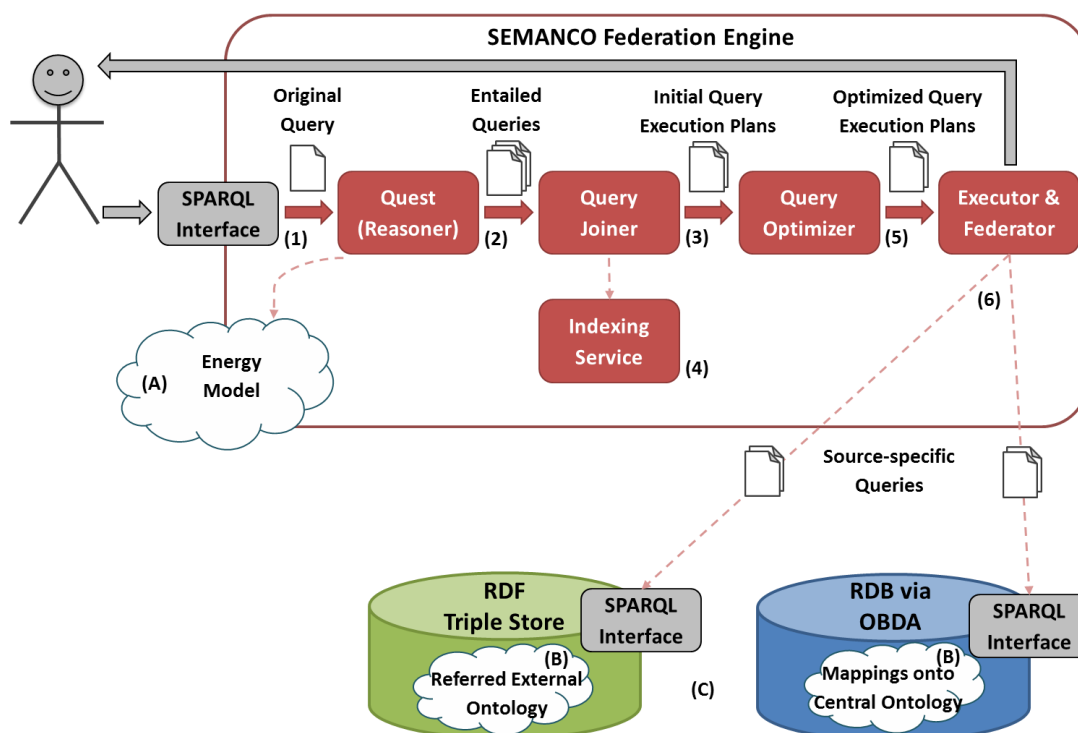 SEMANCO Federation Engine
Original
Query
Entailed
Queries
Initial Query
Execution Plans
Optimized Query
Execution Plans
SPARQL
Interface
(1)
Quest
(Reasoner)
(2)
Query
Joiner
(3)
Query
Optimizer
(5)
Executor &
Federator
(6)
Indexing
Service
(4)
(A)
Energy
Model
Source-specific
Queries
RDF
Triple Store
SPARQL
Interface
(B)
Referred External
Ontology
(C)
RDB via
OBDA
SPARQL
Interface
(B)
Mappings onto
Central Ontology